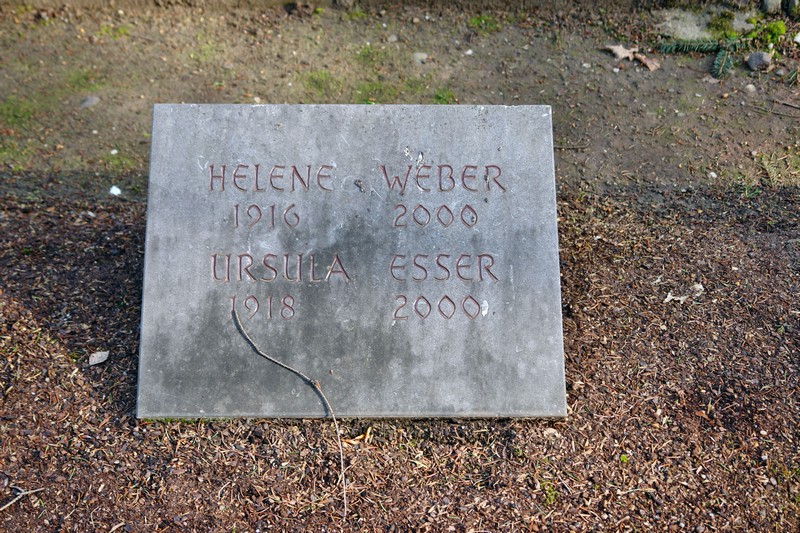 HELENE WEBER
1916 2000
URSULA ESSER
1918 2000